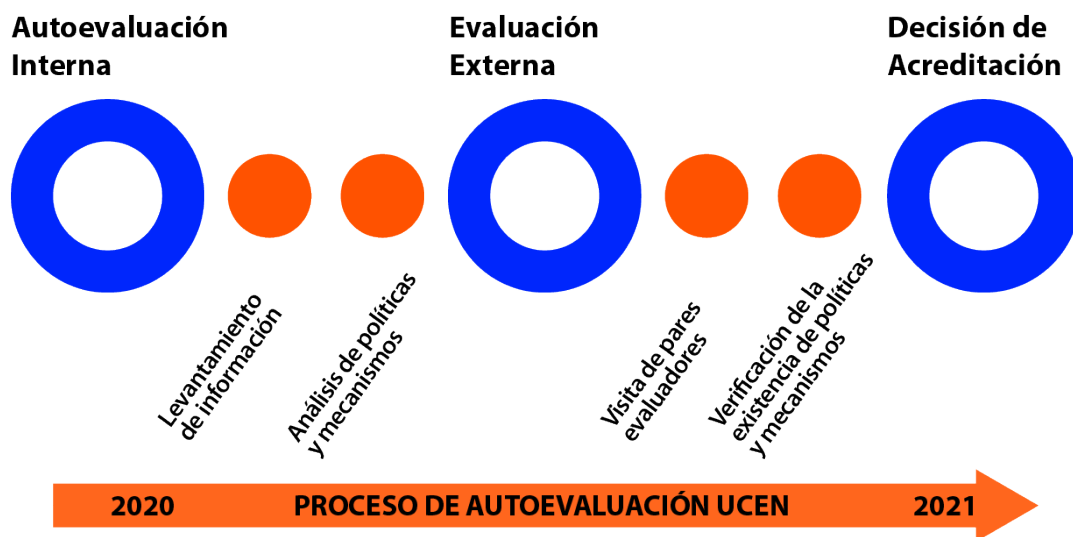 Autoevaluación
Interna
Evaluación
Externa
Decisión de
Acreditación
Levantamiento
de información
Análisis de políticas
y mecanismos
Visita de pares
evaluadores
Verificación de la
existencia de políticas
y mecanismos
2020 PROCESO DE AUTOEVALUACIÓN UCEN 2021